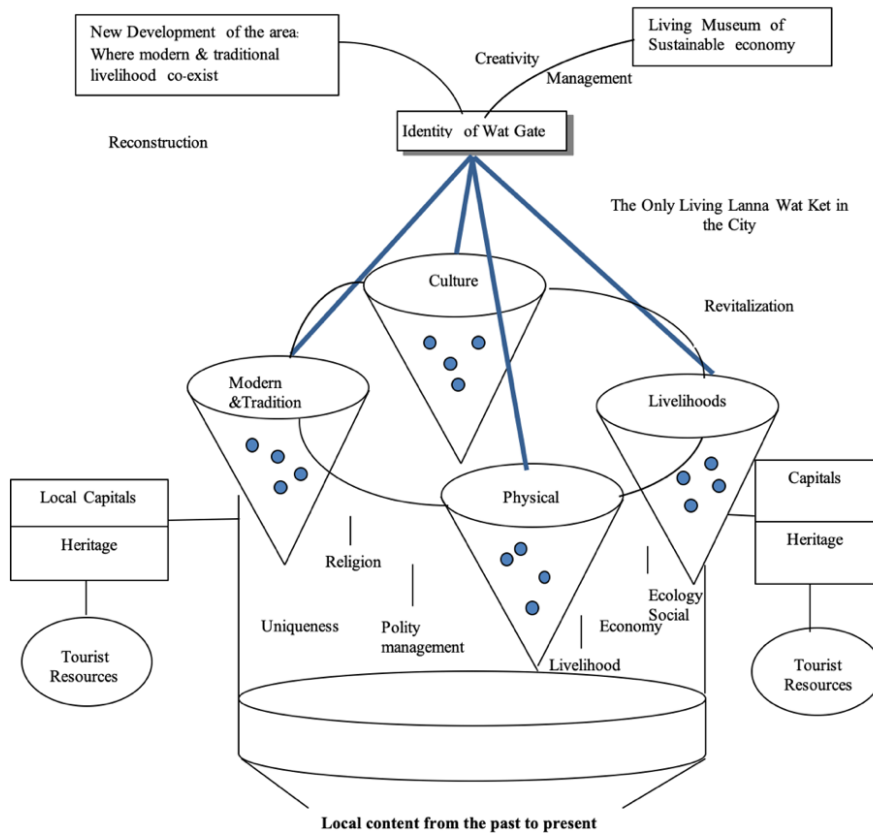 New Development of the area:
Where modern & traditional
livelihood co-exist
Living Museum of
Sustainable economy
Creativity
Management
Identity of Wat Gate
Reconstruction
The Only Living Lanna Wat Ket in
the City
Culture
Revitalization
Modern
&Tradition
Livelihoods
Physical
Local Capitals
Heritage
Capitals
Heritage
Religion
Ecology
Social
Uniqueness
Polity
management
Economy
Livelihood
Tourist
Resources
Tourist
Resources
Local content from the past to present